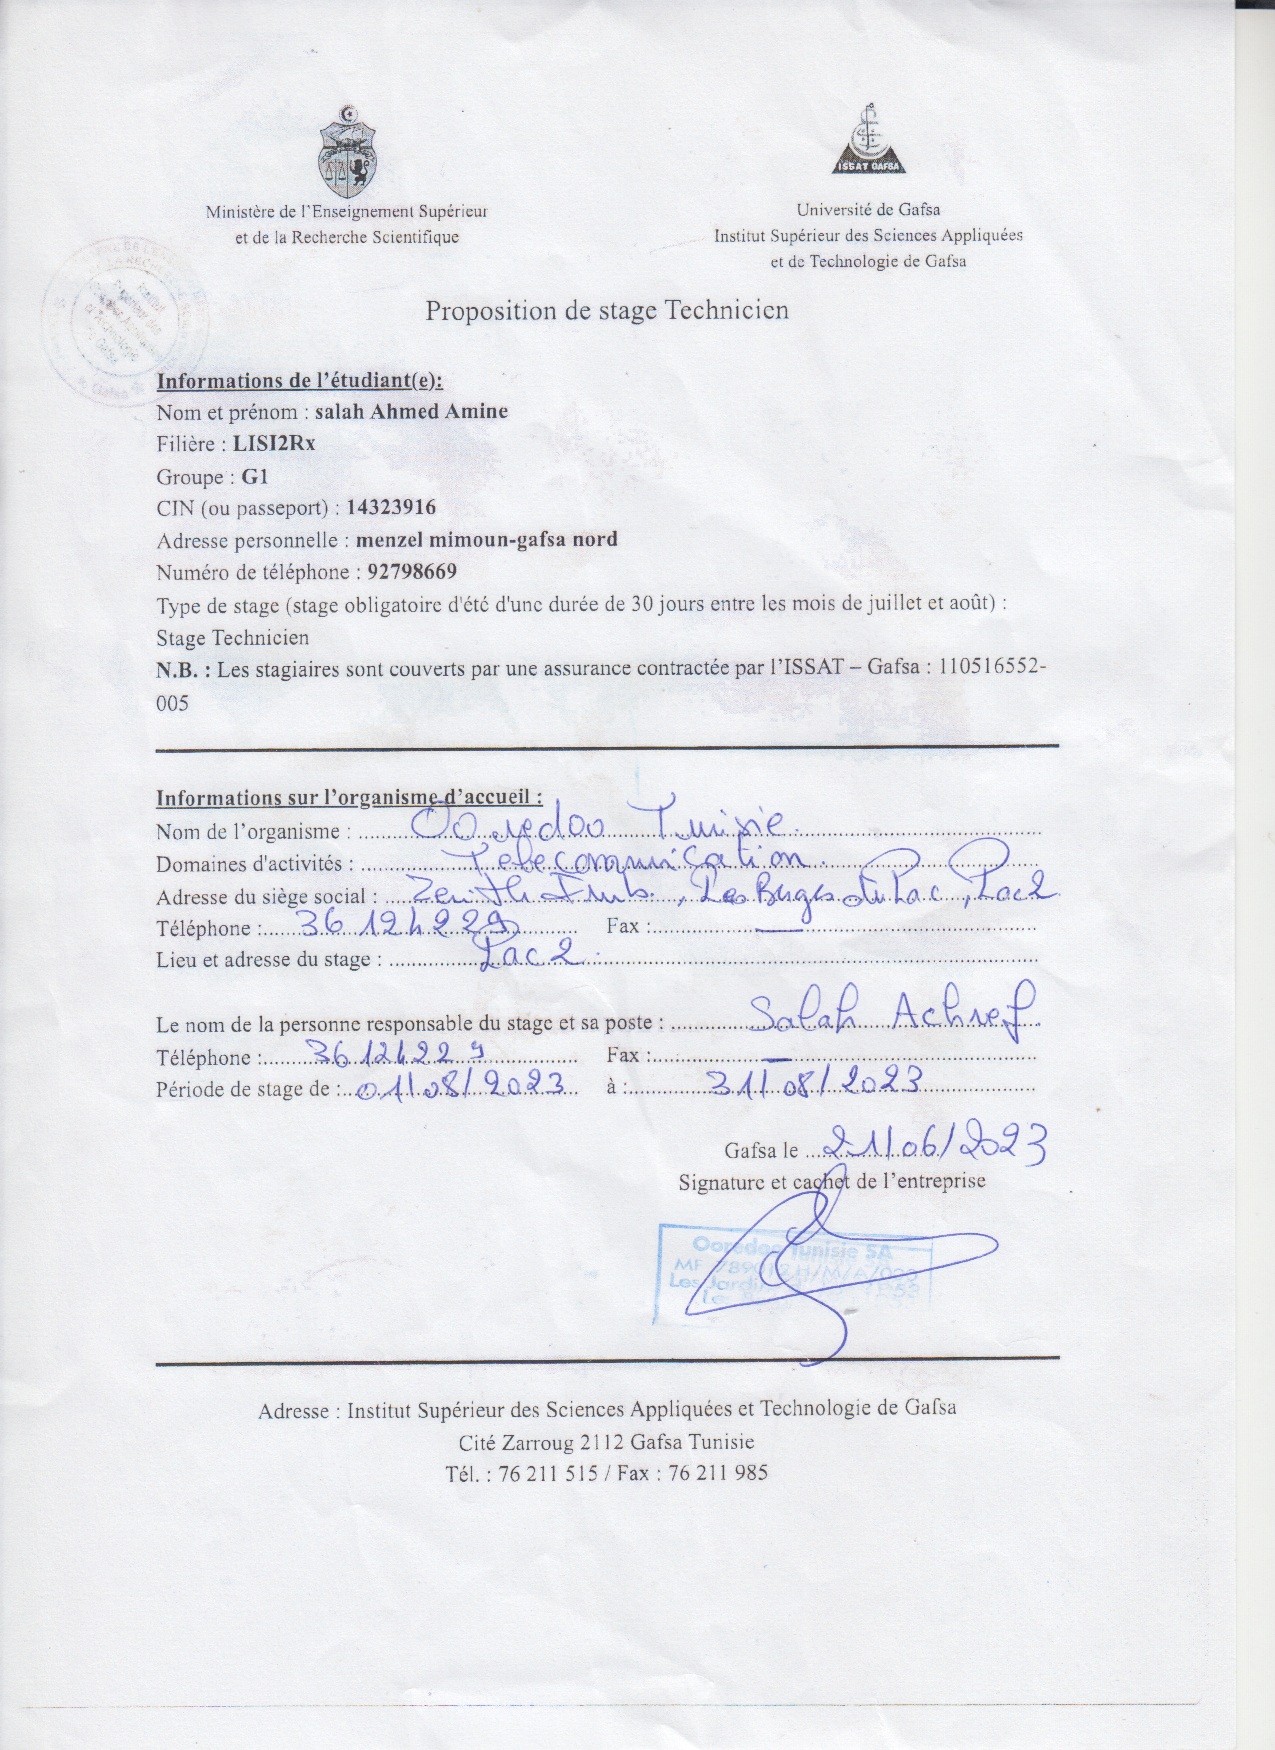 ISSAT GAFSA
Ministère de l'Enseignement Supérieur
et de la Recherche Scientifique
Université de Gafsa
Institut Supérieur des Sciences Appliquées
et de Technologie de Gafsa
Proposition de stage Technicien
Informations de l'étudiant(e):
Nom et prénom : salah Ahmed Amine
Filière : LISI2Rx
Groupe : G1
CIN (ou passeport) : 14323916
Adresse personnelle : menzel mimoun-gafsa nord
Numéro de téléphone : 92798669
Type de stage (stage obligatoire d'été d'une durée de 30 jours entre les mois de juillet et août) :
Stage Technicien
N.B. : Les stagiaires sont couverts par une assurance contractée par l'ISSAT – Gafsa : 110516552-
005
Informations sur l'organisme d'accueil :
Nom de l'organisme : Ooredoo Tunisie.
Domaines d'activités : Telecommunication.
Adresse du siège social : Zenith Imb., Les Berges du Lac, Lac 2
Téléphone : 36 124 229 Fax : —
Lieu et adresse du stage : Lac 2.
Le nom de la personne responsable du stage et sa poste : Salah Achref
Téléphone : 36 124 229 Fax : —
Période de stage de : 01/08/2023 à : 31/08/2023
Gafsa le 21/06/2023
Signature et cachet de l'entreprise
Ooredoo Tunisie SA
Adresse : Institut Supérieur des Sciences Appliquées et Technologie de Gafsa
Cité Zarroug 2112 Gafsa Tunisie
Tél. : 76 211 515 / Fax : 76 211 985